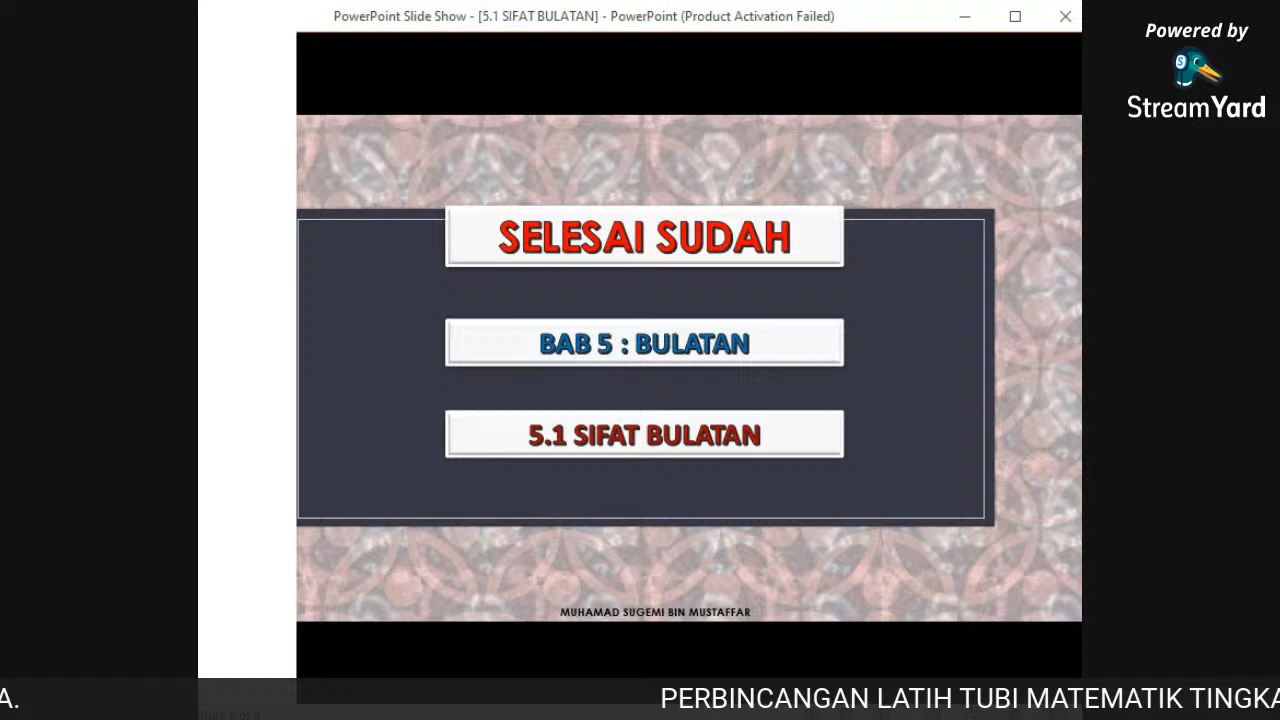 PowerPoint Slide Show - [5.1 SIFAT BULATAN] - PowerPoint (Product Activation Failed)
Powered by
StreamYard
SELESAI SUDAH
BAB 5 : BULATAN
5.1 SIFAT BULATAN
MUHAMAD SUGEMI BIN MUSTAFFAR
A.
PERBINCANGAN LATIH TUBI MATEMATIK TINGKA